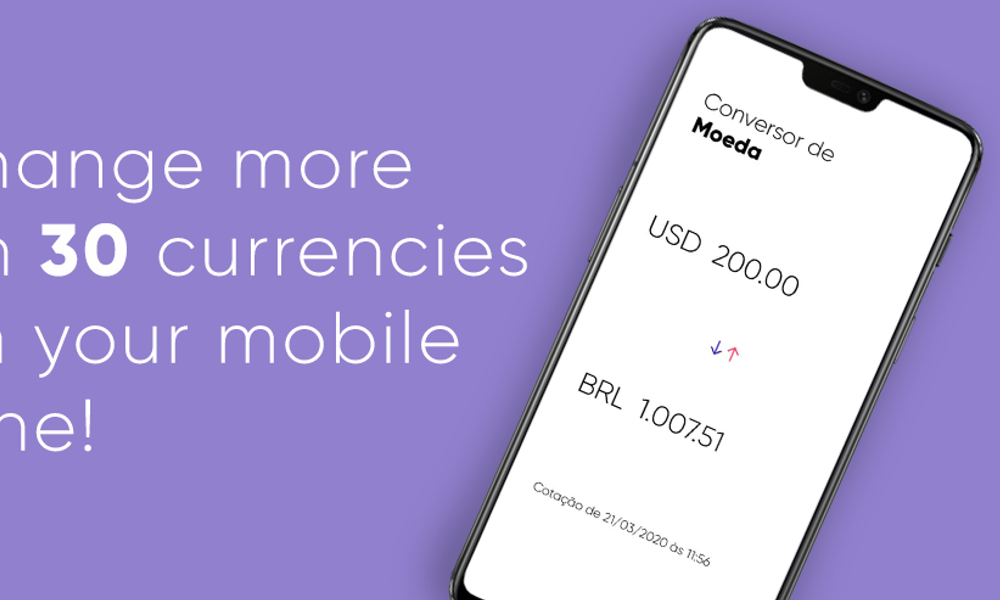 hange more
n 30 currencies
n your mobile
ne!
Conversor de
Moeda
USD 200.00
BRL 1.007.51
Cotação de 21/03/2020 às 11:56